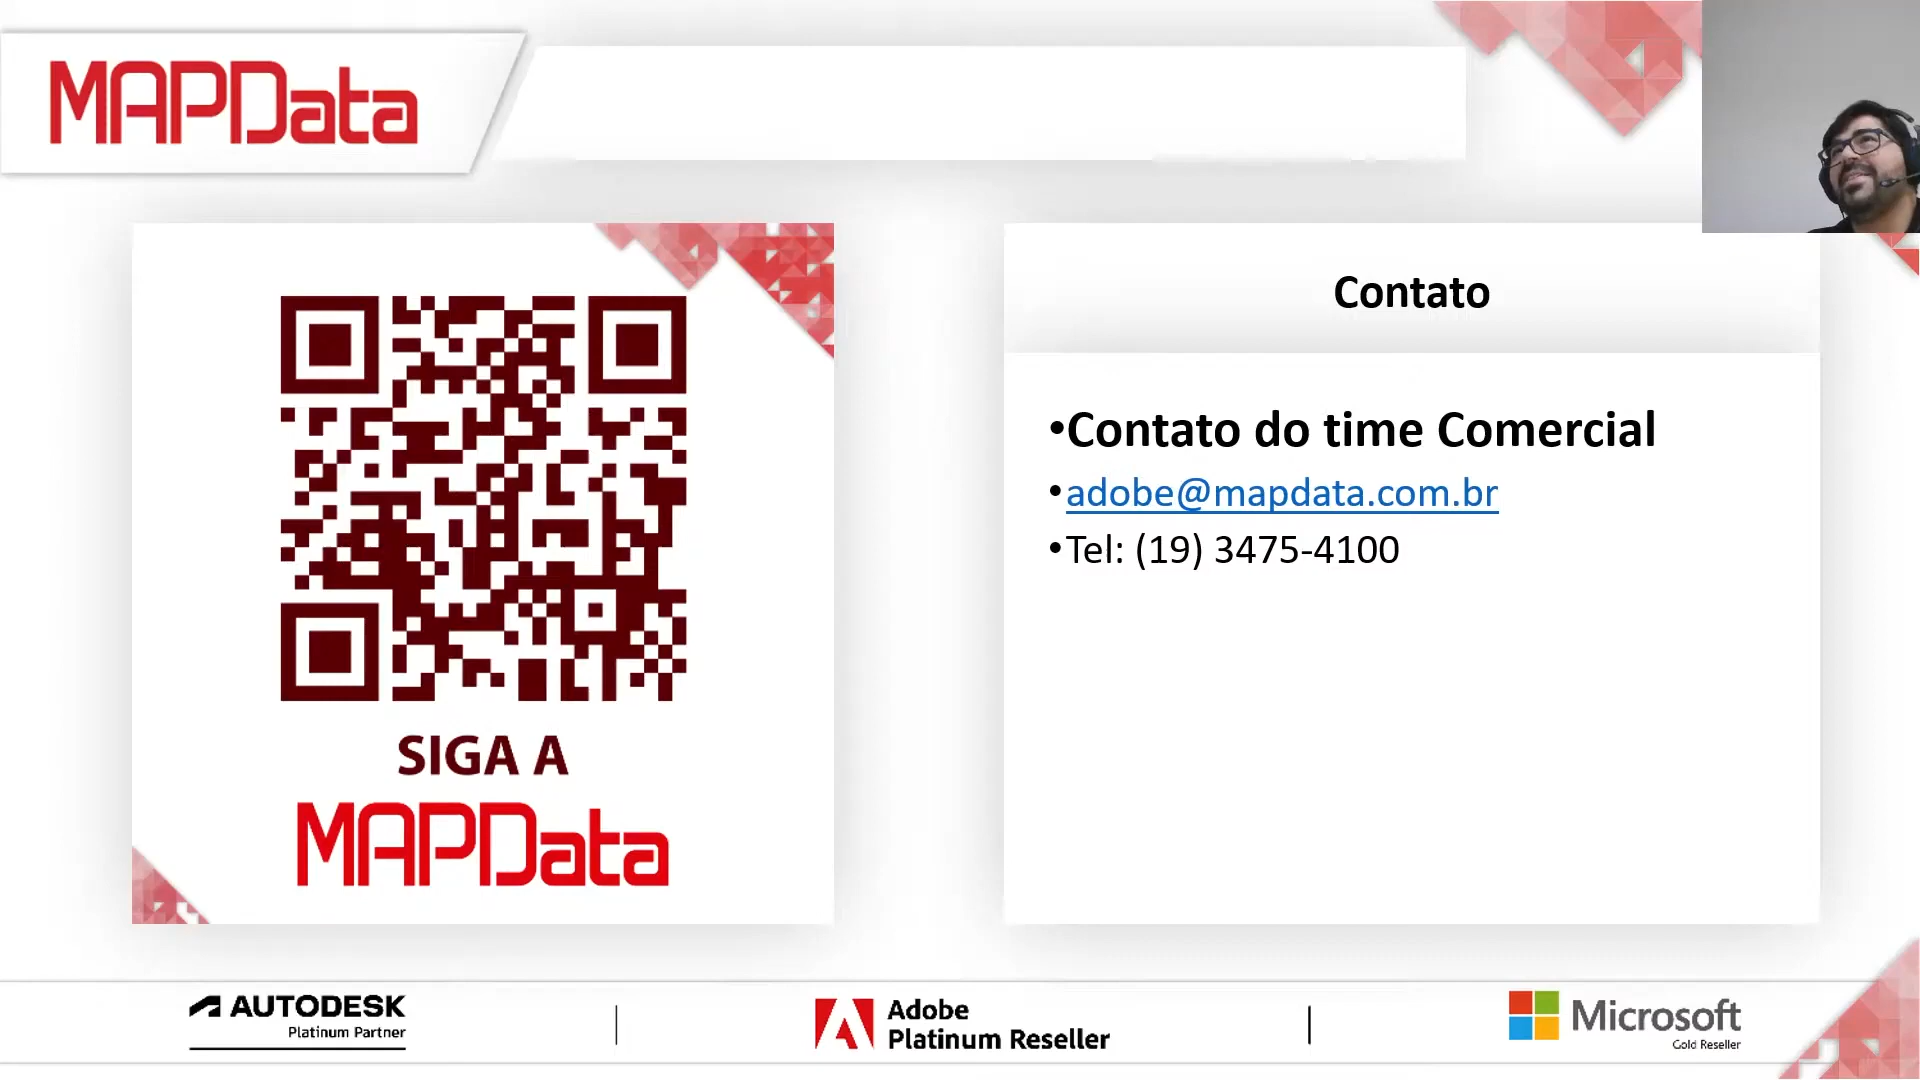 MAPData
Contato
•Contato do time Comercial
•adobe@mapdata.com.br
•Tel: (19) 3475-4100
SIGA A
MAPData
AUTODESK
Platinum Partner
Adobe
Platinum Reseller
Microsoft
Gold Reseller